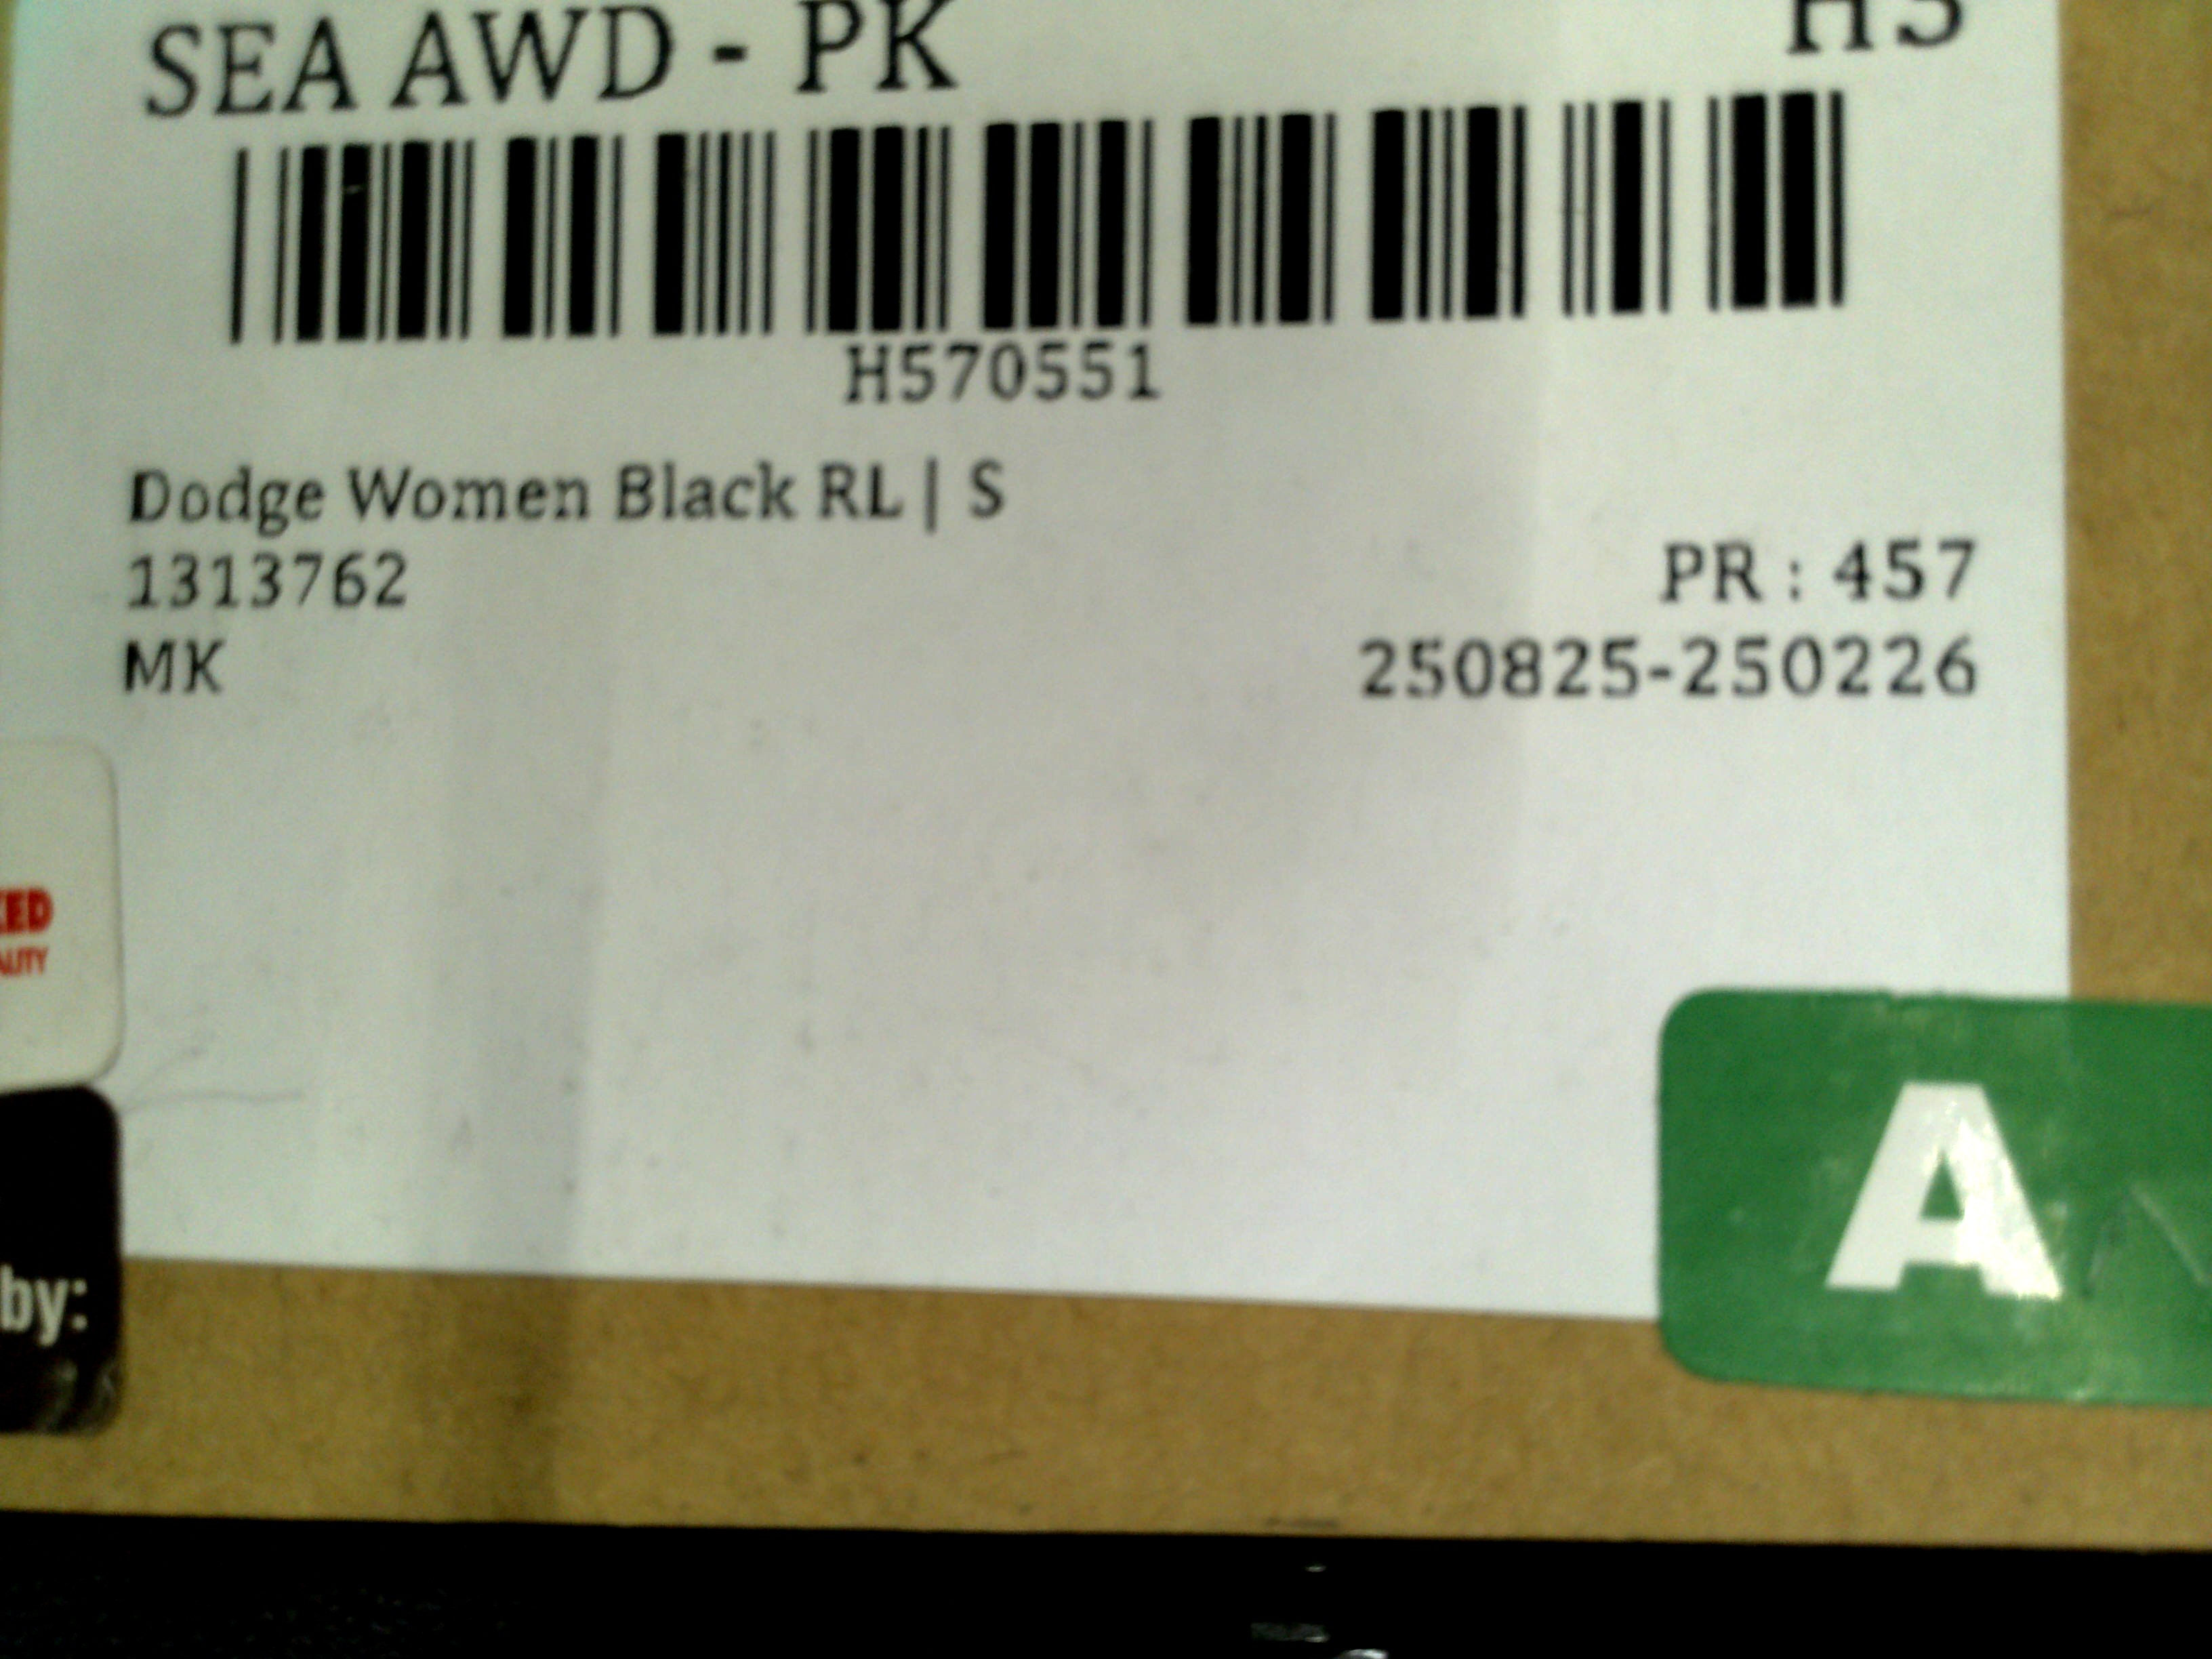 SEA AWD - PK
H570551
Dodge Women Black RL | S
1313762
PR : 457
MK
250825-250226
by:
A